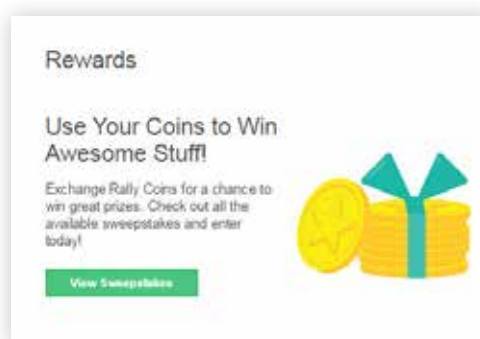 Rewards
Use Your Coins to Win
Awesome Stuff!
Exchange Rally Coins for a chance to
win great prizes. Check out all the
available sweepstakes and enter
today!
View Sweepstakes